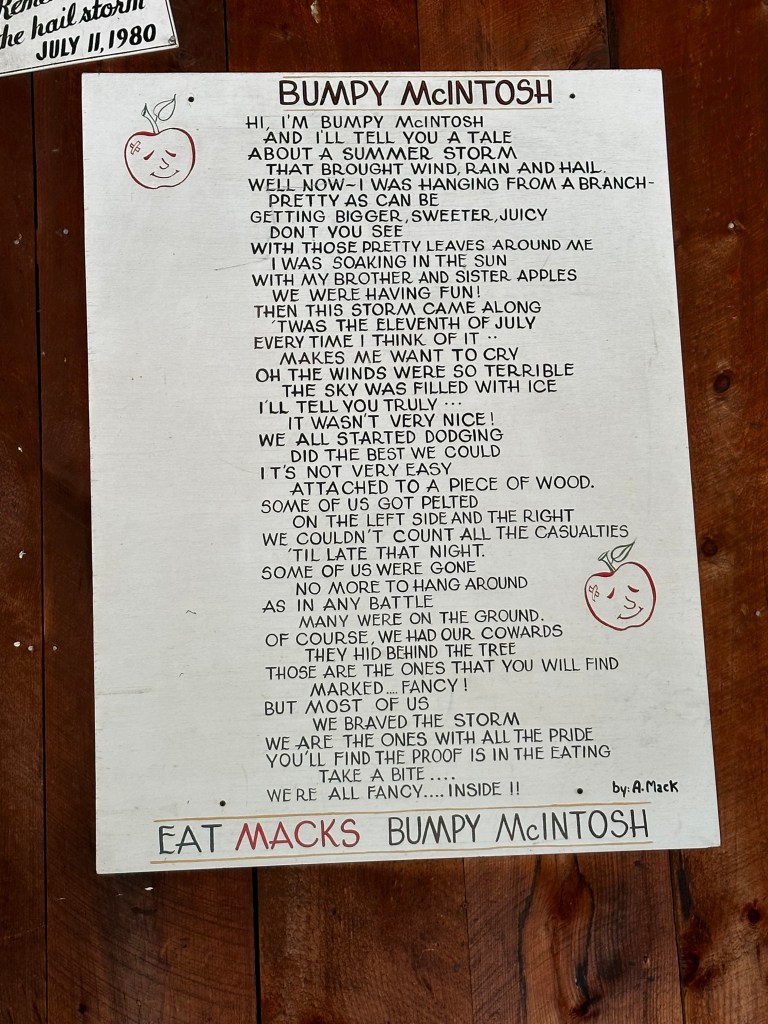 the hail storm
JULY 11, 1980
BUMPY McINTOSH
HI, I'M BUMPY McINTOSH
AND I'LL TELL YOU A TALE
ABOUT A SUMMER STORM
THAT BROUGHT WIND, RAIN AND HAIL.
WELL NOW~I WAS HANGING FROM A BRANCH-
PRETTY AS CAN BE
GETTING BIGGER, SWEETER, JUICY
DON'T YOU SEE
WITH THOSE PRETTY LEAVES AROUND ME
I WAS SOAKING IN THE SUN
WITH MY BROTHER AND SISTER APPLES
WE WERE HAVING FUN!
THEN THIS STORM CAME ALONG
'TWAS THE ELEVENTH OF JULY
EVERY TIME I THINK OF IT ..
MAKES ME WANT TO CRY
OH THE WINDS WERE SO TERRIBLE
THE SKY WAS FILLED WITH ICE
I'LL TELL YOU TRULY ...
IT WASN'T VERY NICE!
WE ALL STARTED DODGING
DID THE BEST WE COULD
IT'S NOT VERY EASY
ATTACHED TO A PIECE OF WOOD.
SOME OF US GOT PELTED
ON THE LEFT SIDE AND THE RIGHT
WE COULDN'T COUNT ALL THE CASUALTIES
'TIL LATE THAT NIGHT.
SOME OF US WERE GONE
NO MORE TO HANG AROUND
AS IN ANY BATTLE
MANY WERE ON THE GROUND.
OF COURSE, WE HAD OUR COWARDS
THEY HID BEHIND THE TREE
THOSE ARE THE ONES THAT YOU WILL FIND
MARKED.... FANCY!
BUT MOST OF US
WE BRAVED THE STORM
WE ARE THE ONES WITH ALL THE PRIDE
YOU'LL FIND THE PROOF IS IN THE EATING
TAKE A BITE ....
WE'RE ALL FANCY.... INSIDE !!
by: A. Mack
EAT MACKS BUMPY McINTOSH